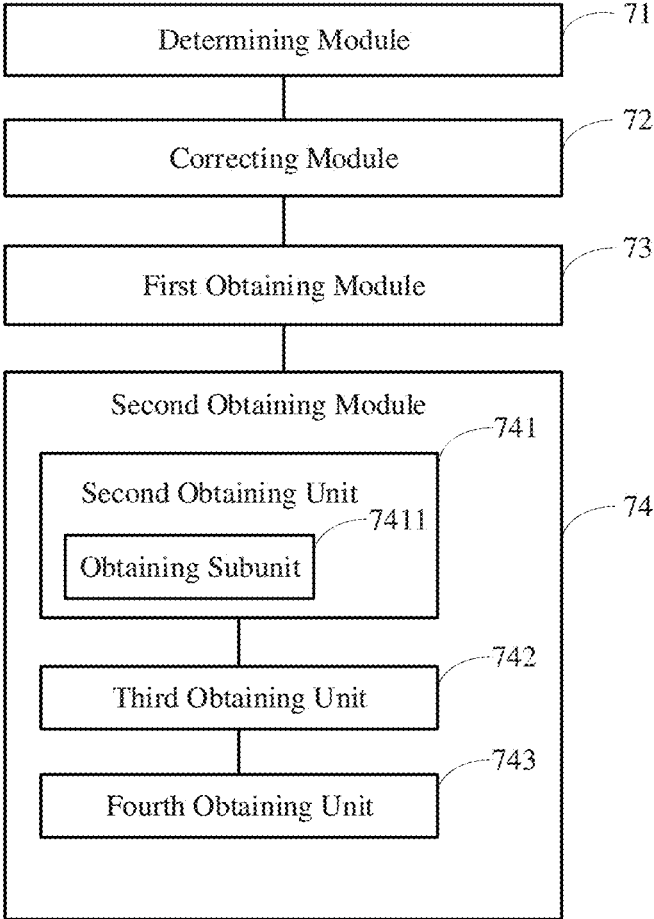 Determining Module
71
Correcting Module
72
First Obtaining Module
73
Second Obtaining Module
741
Second Obtaining Unit
7411
Obtaining Subunit
74
742
Third Obtaining Unit
743
Fourth Obtaining Unit